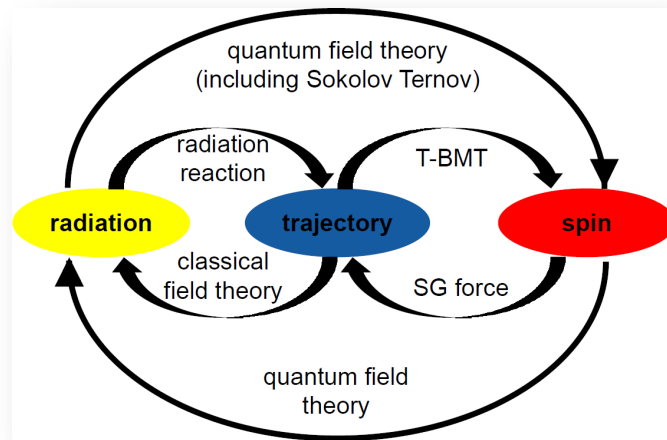 quantum field theory
(including Sokolov Ternov)
radiation
reaction
T-BMT
radiation
trajectory
spin
classical
field theory
SG force
quantum field
theory